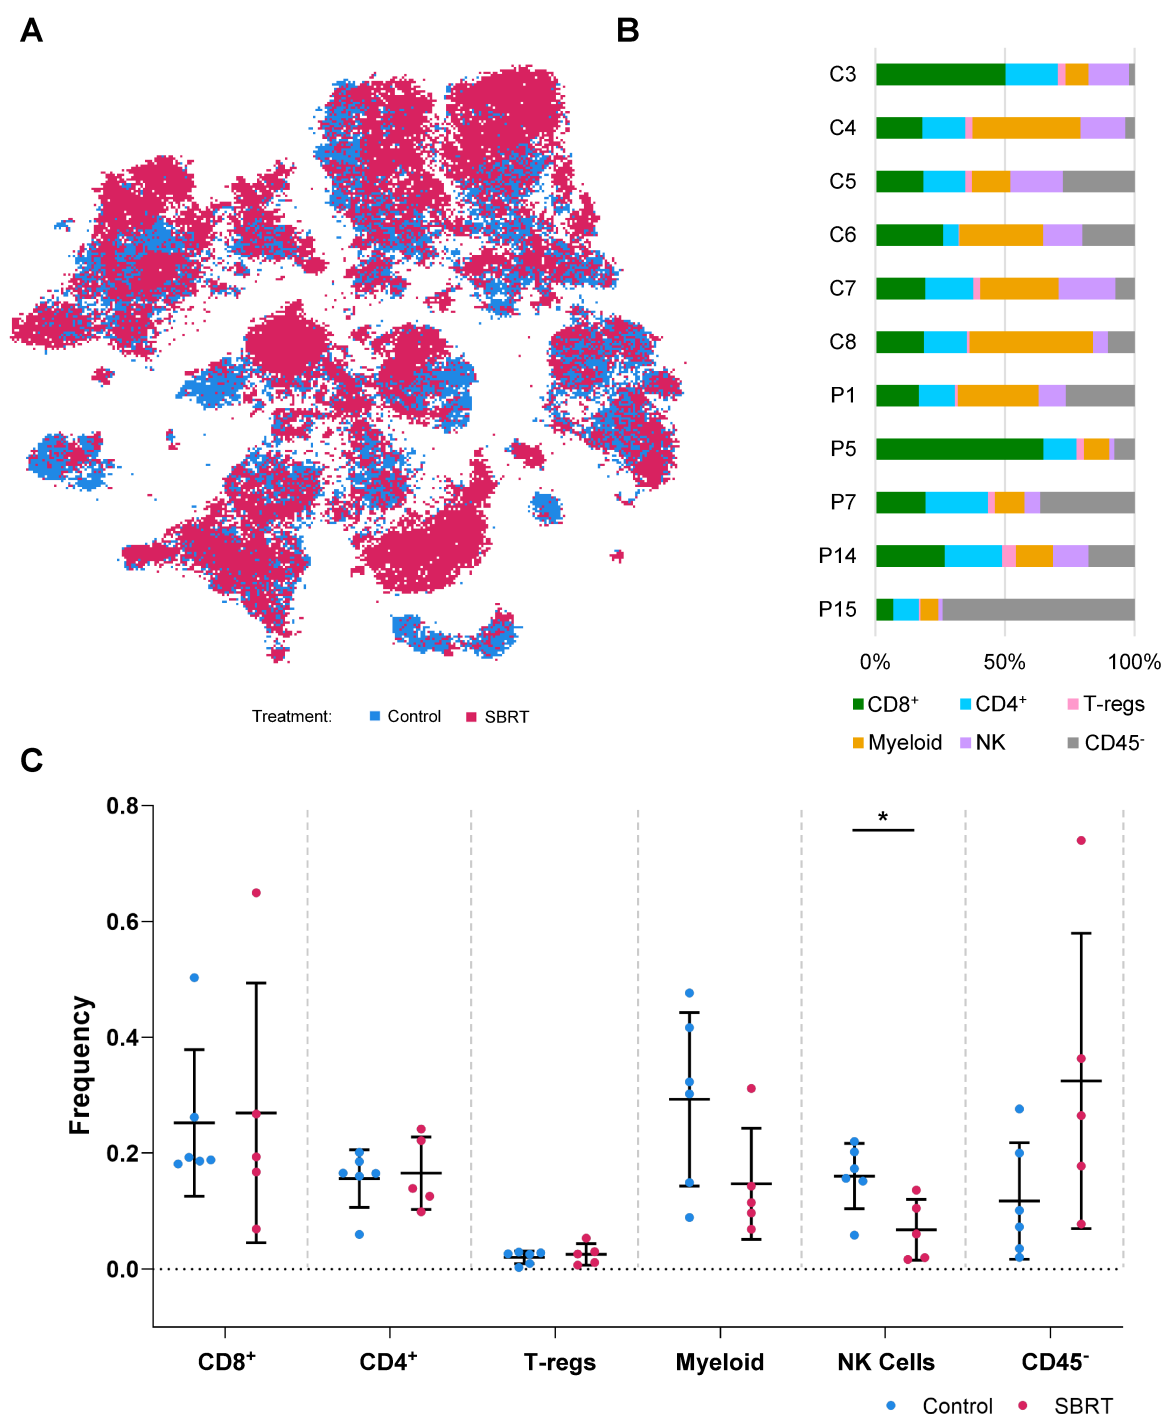 A
B
C3
C4
C5
C6
C7
C8
P1
P5
P7
P14
P15
0% 50% 100%
Treatment: Control SBRT
CD8⁺ CD4⁺ T-regs
Myeloid NK CD45⁻
C
0.8
0.6
0.4
0.2
0.0
Frequency
*
CD8⁺ CD4⁺ T-regs Myeloid NK Cells CD45⁻
Control SBRT